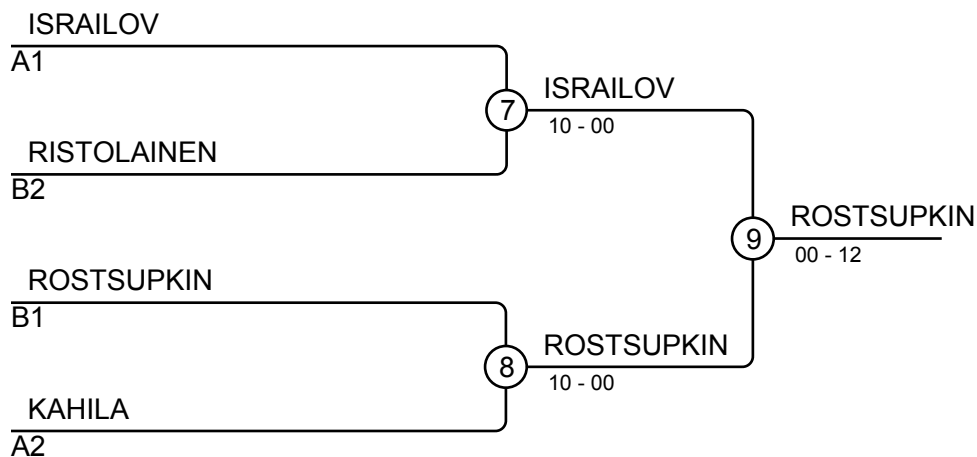 ISRAILOV
A1
7
ISRAILOV
10 - 00
RISTOLAINEN
B2
9
ROSTSUPKIN
00 - 12
ROSTSUPKIN
B1
8
ROSTSUPKIN
10 - 00
KAHILA
A2